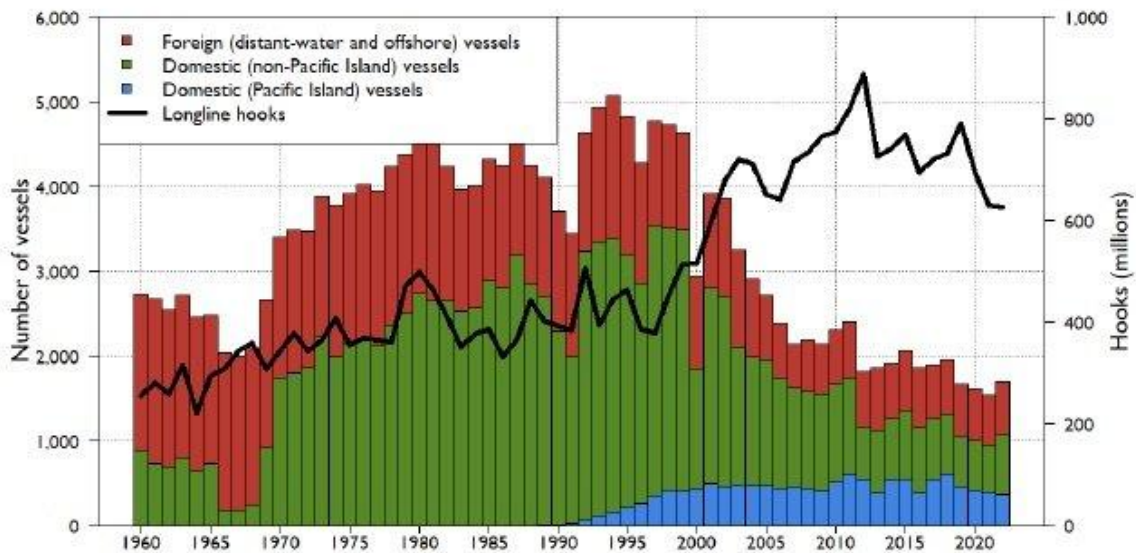 6,000
5,000
4,000
3,000
2,000
1,000
0
Number of vessels
Foreign (distant-water and offshore) vessels
Domestic (non-Pacific Island) vessels
Domestic (Pacific Island) vessels
Longline hooks
1,000
800
600
400
200
0
Hooks (millions)
1960 1965 1970 1975 1980 1985 1990 1995 2000 2005 2010 2015 2020